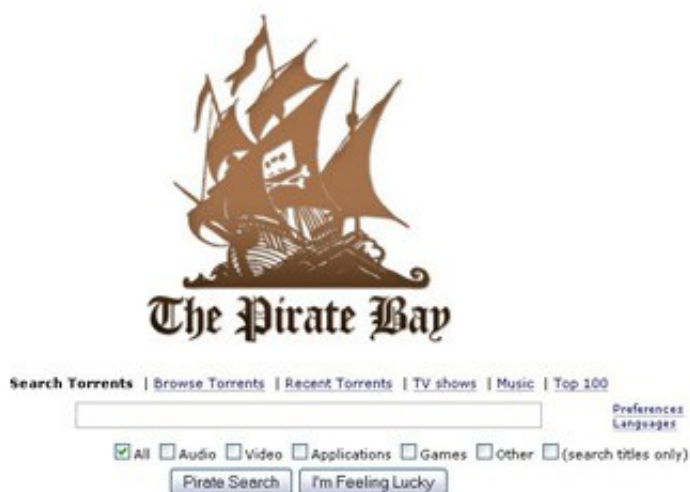 The Pirate Bay
Search Torrents | Browse Torrents | Recent Torrents | TV shows | Music | Top 100
Preferences
Languages
All Audio Video Applications Games Other (search titles only)
Pirate Search I'm Feeling Lucky